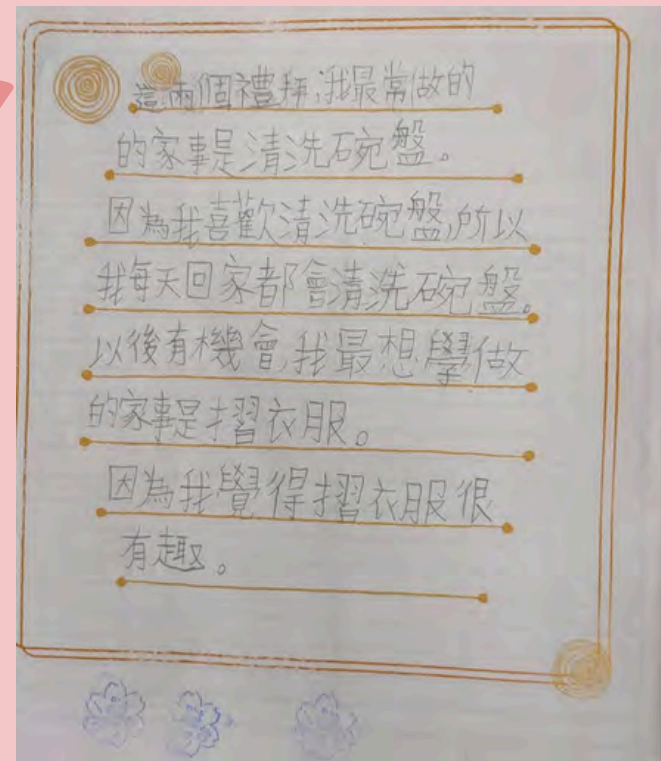 這兩個禮拜,我最常做的
的家事是清洗碗盤。
因為我喜歡清洗碗盤,所以
我每天回家都會清洗碗盤。
以後有機會,我最想學做
的家事是摺衣服。
因為我覺得摺衣服很
有趣。